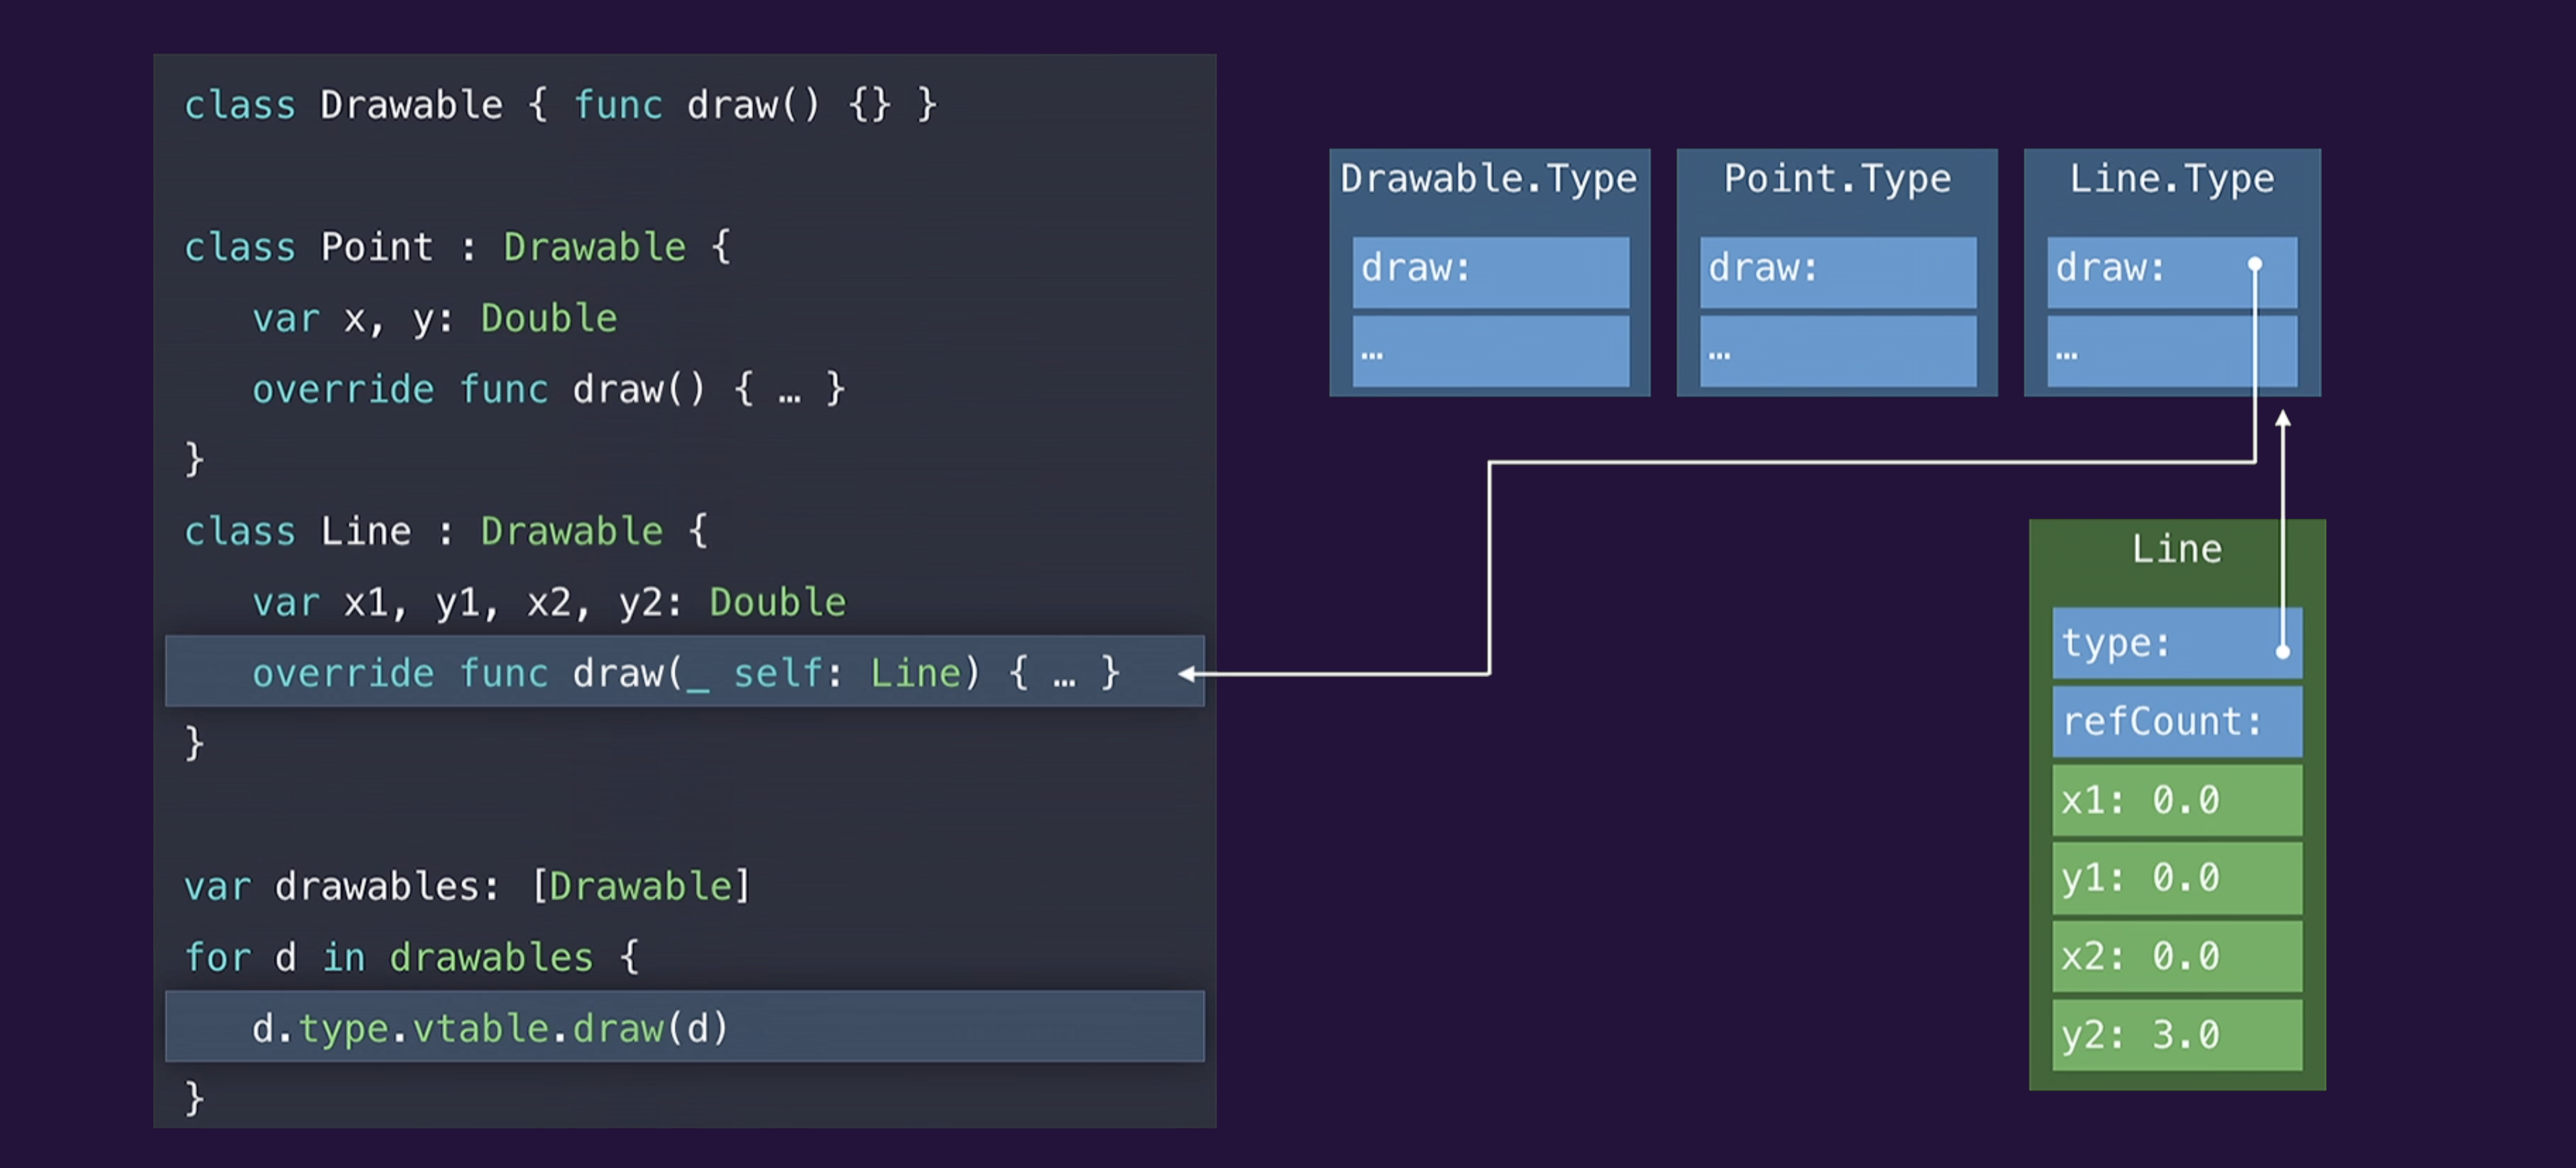 class Drawable { func draw() {} }
class Point : Drawable {
   var x, y: Double
   override func draw() { … }
}
class Line : Drawable {
   var x1, y1, x2, y2: Double
   override func draw(_ self: Line) { … }
}
var drawables: [Drawable]
for d in drawables {
   d.type.vtable.draw(d)
}
Drawable.Type
draw:
…
Point.Type
draw:
…
Line.Type
draw:
…
Line
type:
refCount:
x1: 0.0
y1: 0.0
x2: 0.0
y2: 3.0